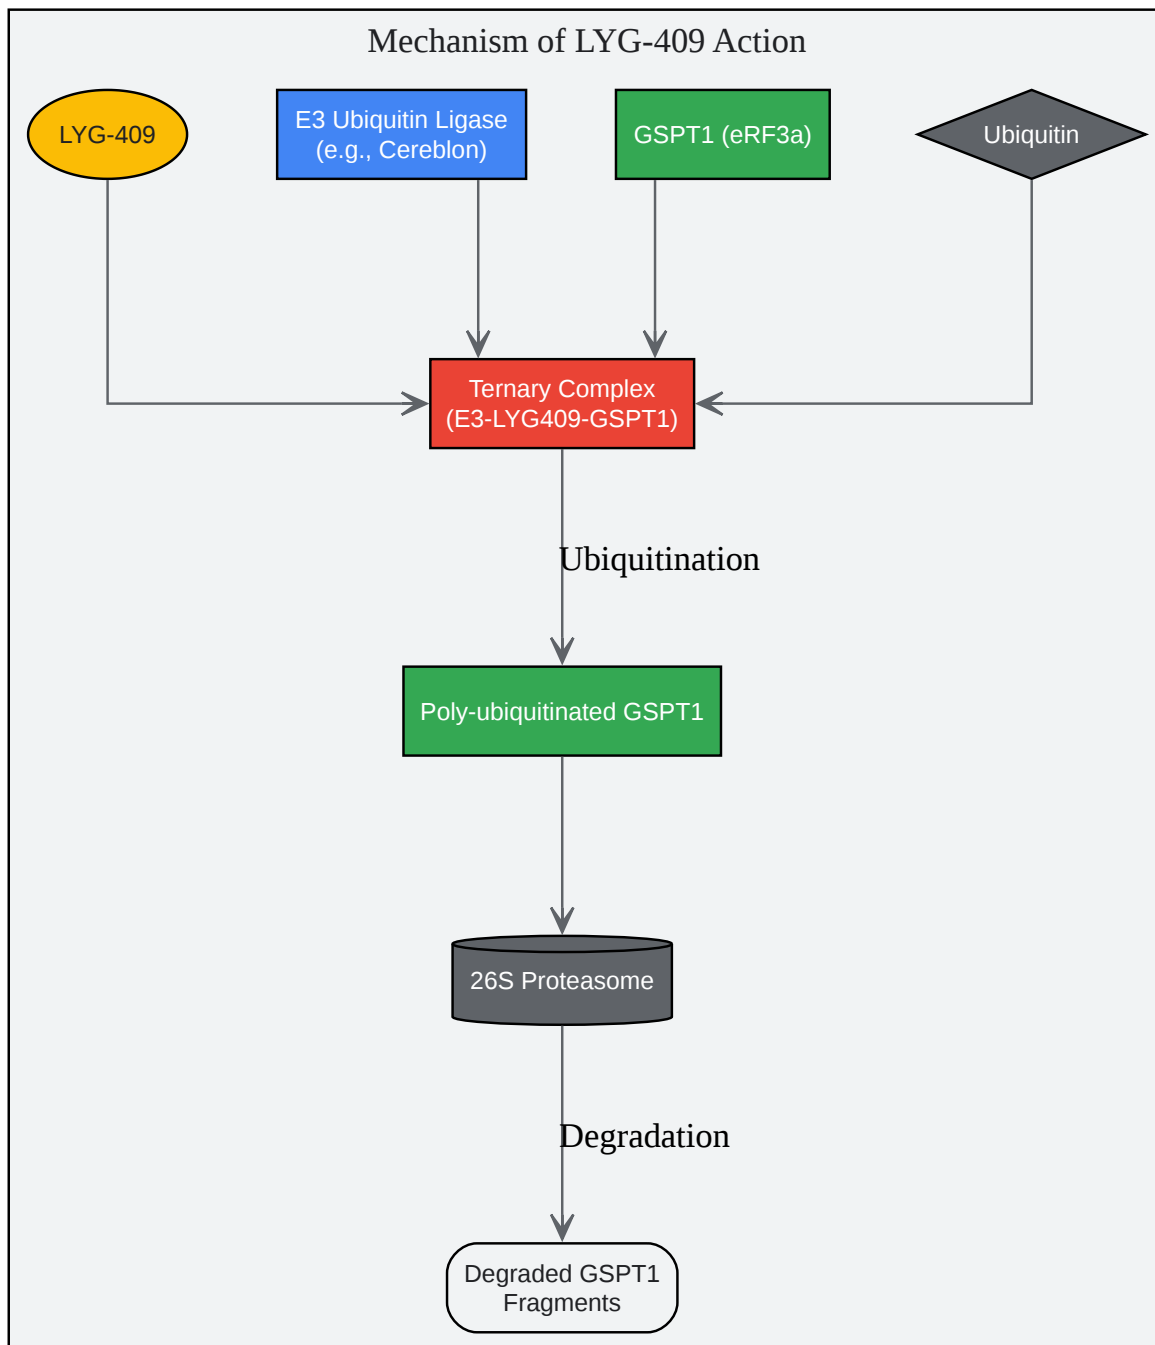 Mechanism of LYG-409 Action
LYG-409
E3 Ubiquitin Ligase
(e.g., Cereblon)
GSPT1 (eRF3a)
Ubiquitin
Ternary Complex
(E3-LYG409-GSPT1)
Ubiquitination
Poly-ubiquitinated GSPT1
26S Proteasome
Degradation
Degraded GSPT1
Fragments